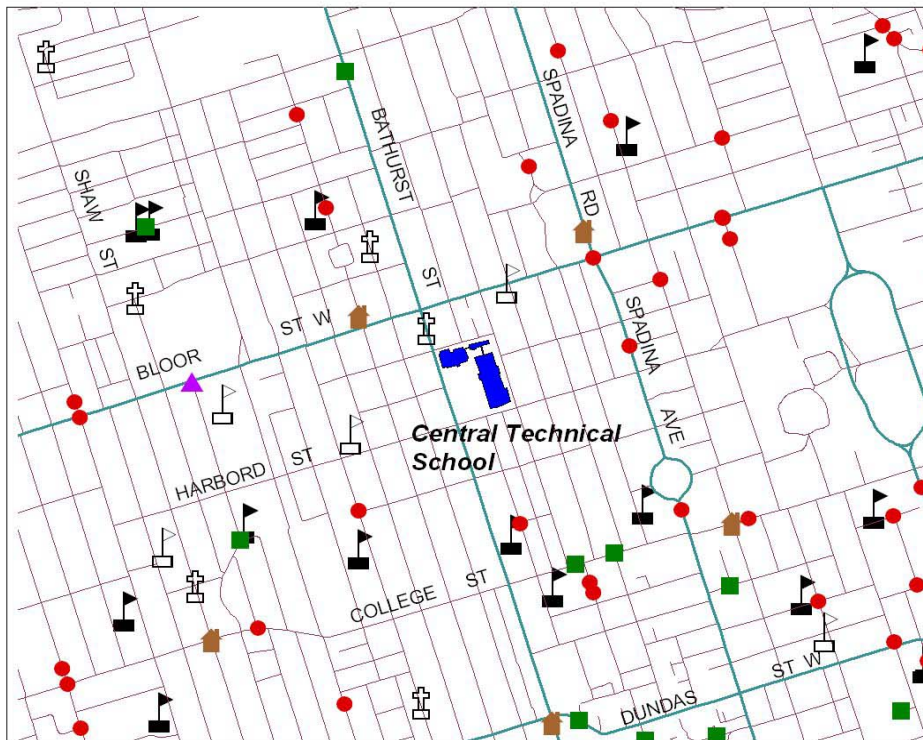 SPADINA
RD
BATHURST
ST
SHAW
ST
BLOOR
ST W
SPADINA
AVE
Central Technical
School
HARBORD
ST
COLLEGE
ST
DUNDAS
ST W